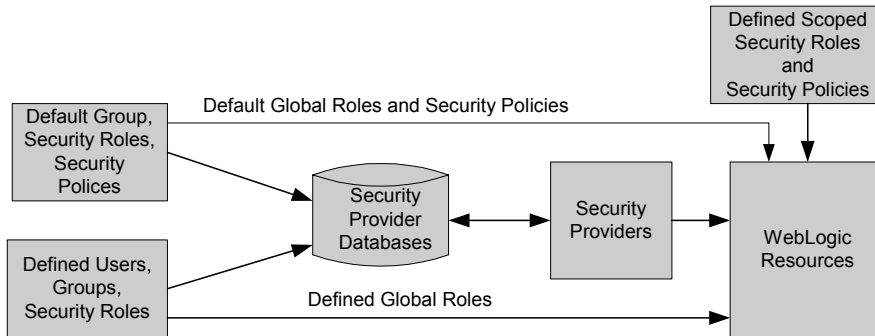 Defined Scoped
Security Roles
and
Security Policies
Default Global Roles and Security Policies
Default Group,
Security Roles,
Security
Polices
Security
Provider
Databases
Security
Providers
WebLogic
Resources
Defined Users,
Groups,
Security Roles
Defined Global Roles